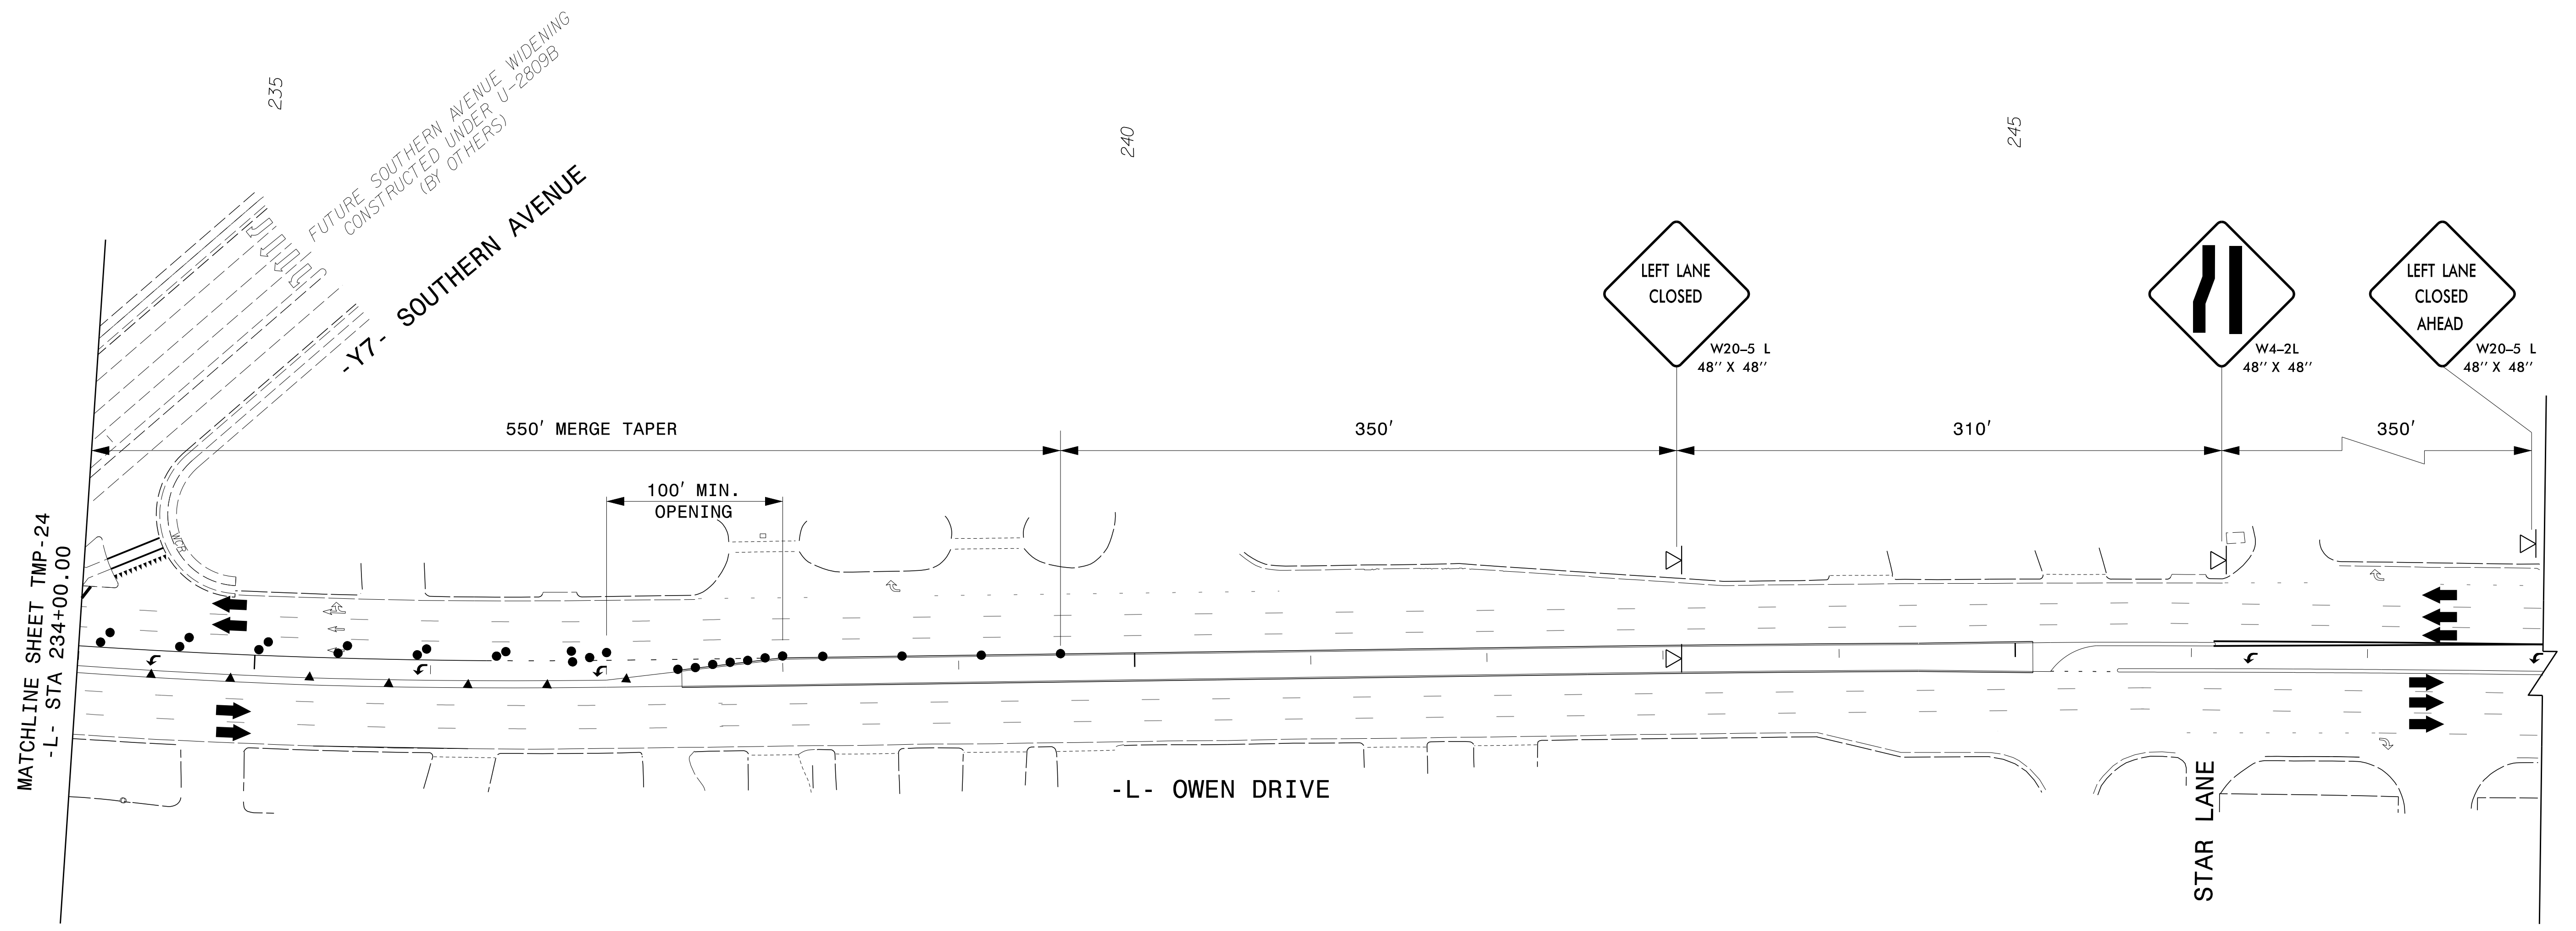 235
FUTURE SOUTHERN AVENUE WIDENING
CONSTRUCTED UNDER U-2809B
(BY OTHERS)
-Y7- SOUTHERN AVENUE
240
245
LEFT LANE
CLOSED
W20–5 L
48'' X 48''
W4–2L
48'' X 48''
LEFT LANE
CLOSED
AHEAD
W20–5 L
48'' X 48''
550' MERGE TAPER
350'
310'
350'
100' MIN.
OPENING
WCR
MATCHLINE SHEET TMP-24
-L- STA 234+00.00
-L- OWEN DRIVE
STAR LANE